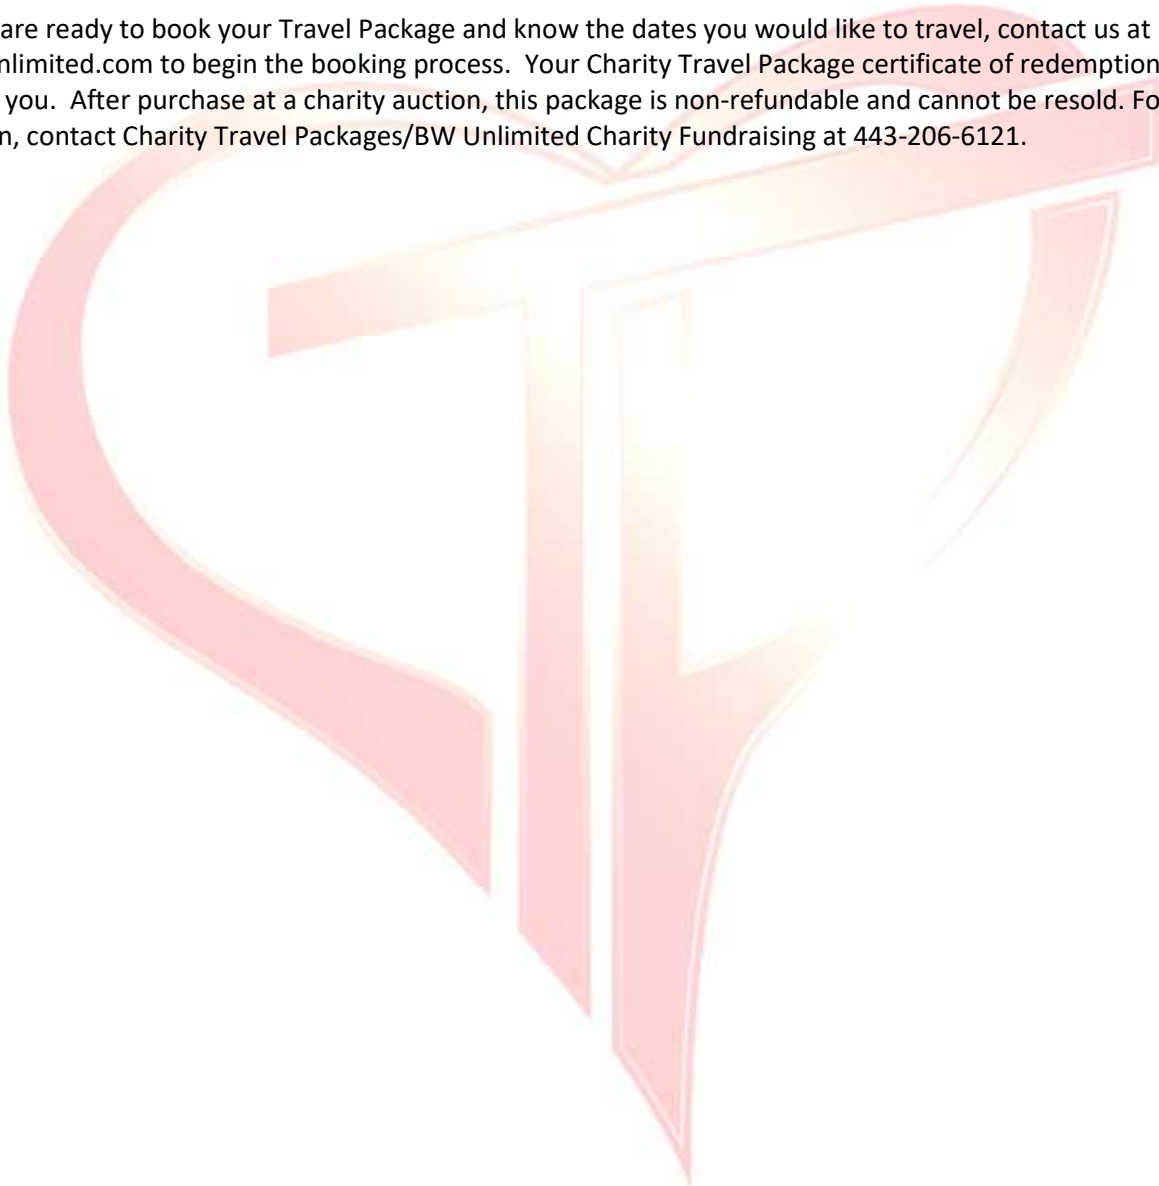 are ready to book your Travel Package and know the dates you would like to travel, contact us at
nlimited.com to begin the booking process.  Your Charity Travel Package certificate of redemption
you.  After purchase at a charity auction, this package is non-refundable and cannot be resold. Fo
n, contact Charity Travel Packages/BW Unlimited Charity Fundraising at 443-206-6121.